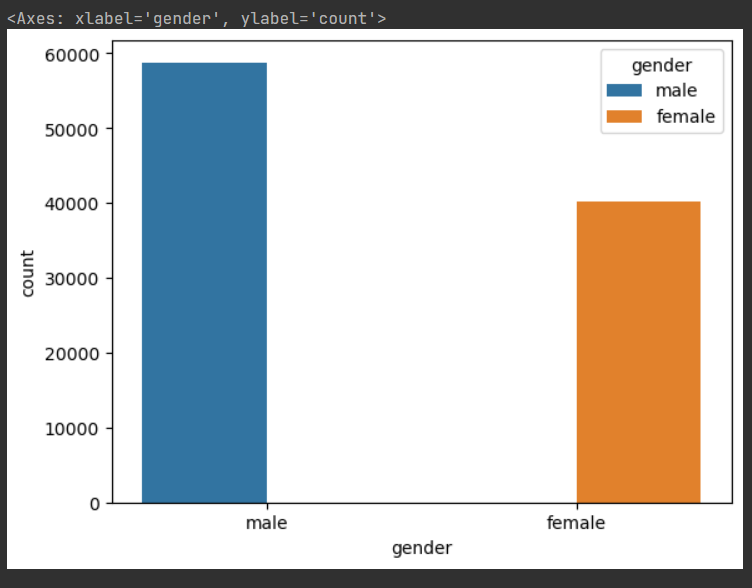 <Axes: xlabel='gender', ylabel='count'>
60000
50000
40000
30000
20000
10000
0
count
gender
male
female
male
female
gender